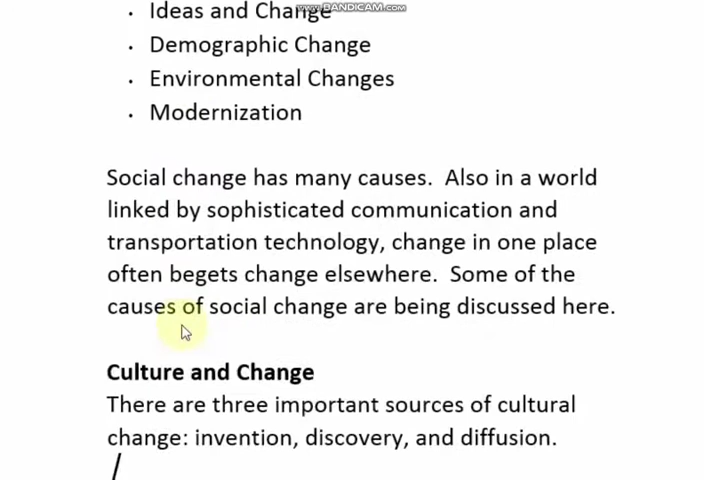 • Ideas and Change
www.BANDICAM.com
• Demographic Change
• Environmental Changes
• Modernization
Social change has many causes.  Also in a world
linked by sophisticated communication and
transportation technology, change in one place
often begets change elsewhere.  Some of the
causes of social change are being discussed here.
Culture and Change
There are three important sources of cultural
change: invention, discovery, and diffusion.